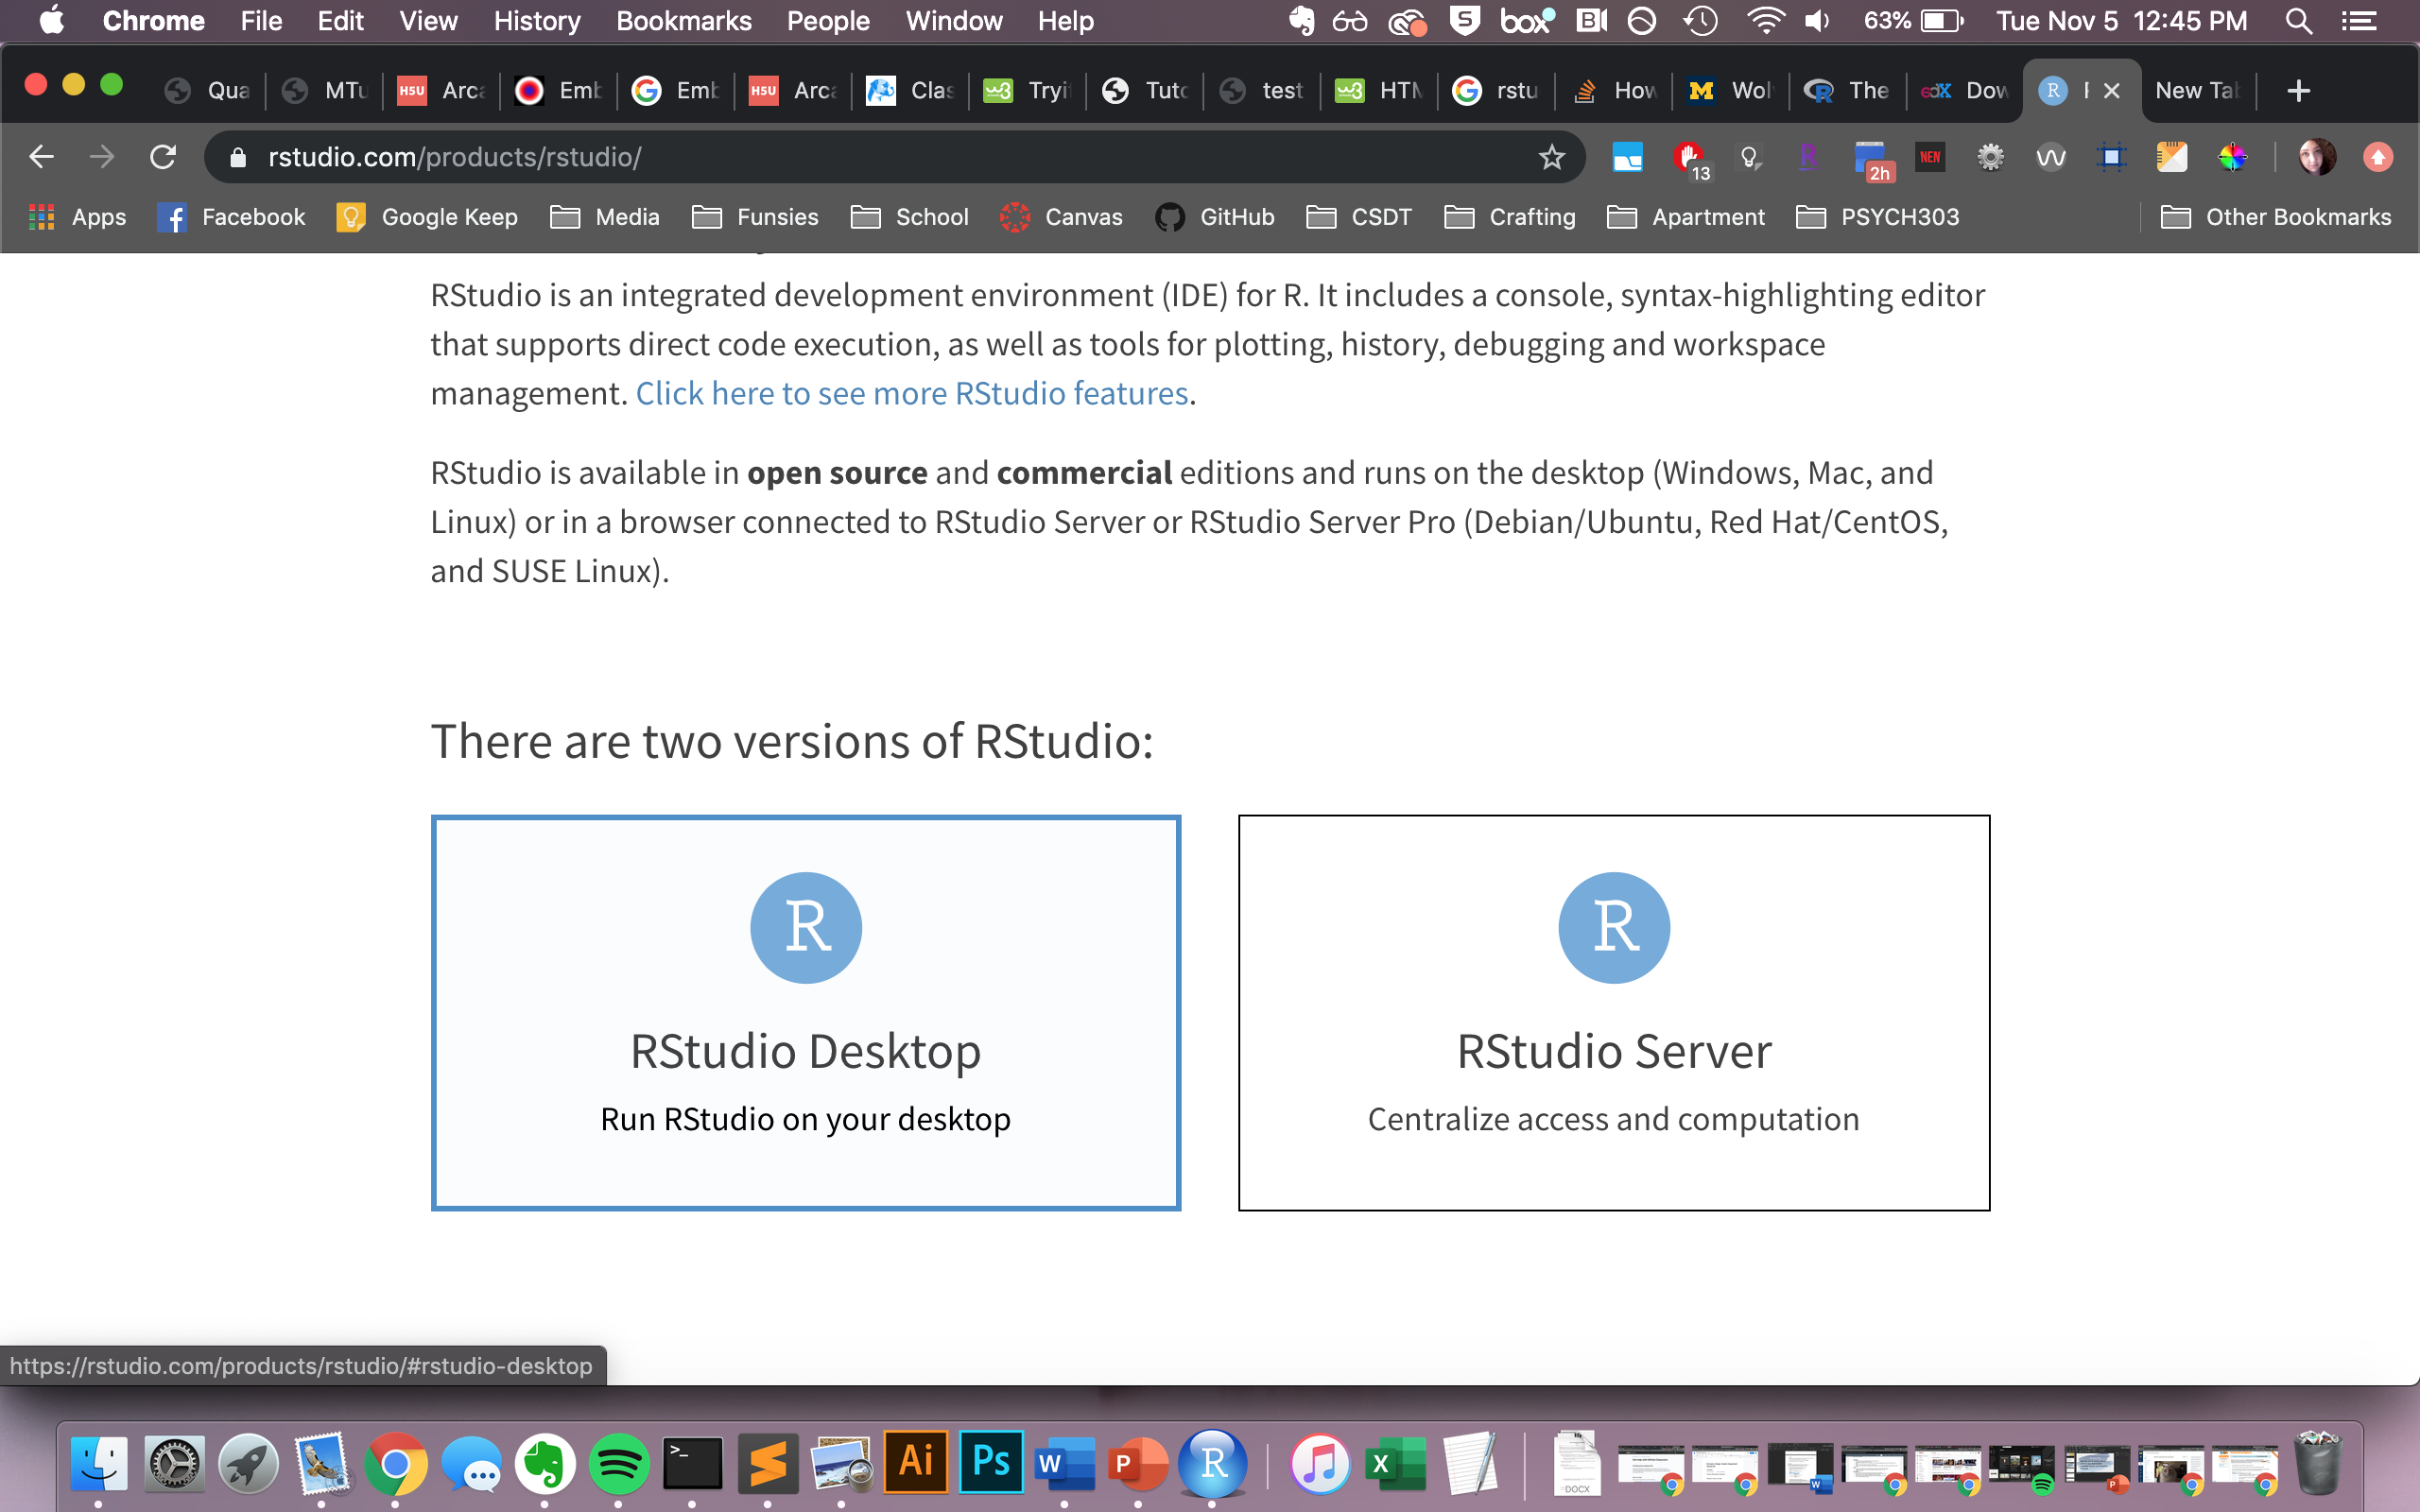 Chrome File Edit View History Bookmarks People Window Help box 63% Tue Nov 5 12:45 PM
Qua MTu H5U Arca Emb Emb H5U Arca Clas Tryi Tuto test HTM rstu How Wol The edX Dow New Tab
rstudio.com/products/rstudio/ 13 2h NEN
Apps Facebook Google Keep Media Funsies School Canvas GitHub CSDT Crafting Apartment PSYCH303 Other Bookmarks
RStudio is an integrated development environment (IDE) for R. It includes a console, syntax-highlighting editor
that supports direct code execution, as well as tools for plotting, history, debugging and workspace
management. Click here to see more RStudio features.
RStudio is available in open source and commercial editions and runs on the desktop (Windows, Mac, and
Linux) or in a browser connected to RStudio Server or RStudio Server Pro (Debian/Ubuntu, Red Hat/CentOS,
and SUSE Linux).
There are two versions of RStudio:
R
RStudio Desktop
Run RStudio on your desktop
R
RStudio Server
Centralize access and computation
https://rstudio.com/products/rstudio/#rstudio-desktop
Ai Ps W P R X DOCX